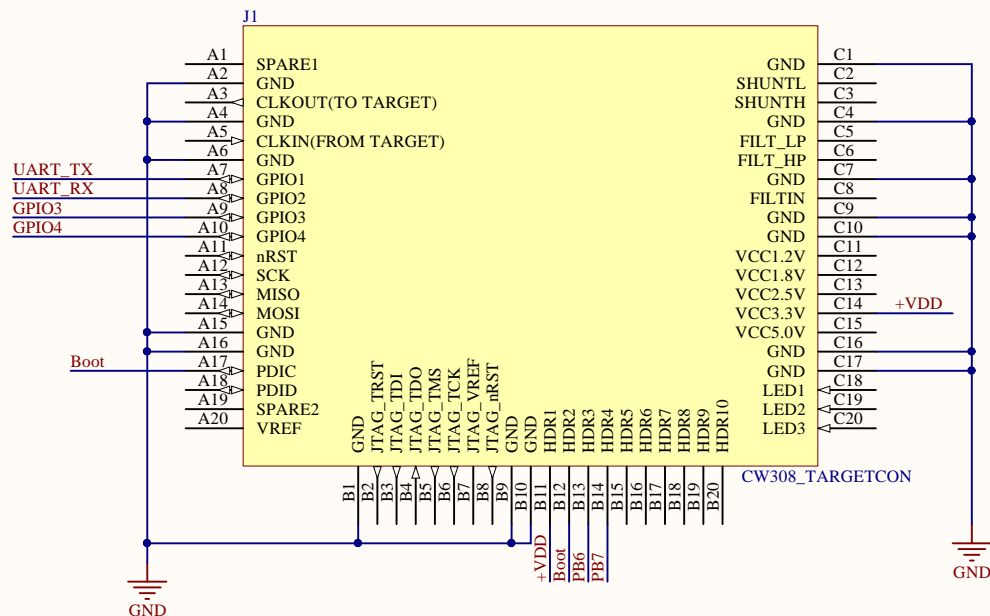 J1
A1 SPARE1
A2 GND
A3 CLKOUT(TO TARGET)
A4 GND
A5 CLKIN(FROM TARGET)
A6 GND
UART_TX A7 GPIO1
UART_RX A8 GPIO2
GPIO3 A9 GPIO3
GPIO4 A10 GPIO4
A11 nRST
A12 SCK
A13 MISO
A14 MOSI
A15 GND
A16 GND
Boot A17 PDIC
A18 PDID
A19 SPARE2
A20 VREF
GND C1
SHUNTL C2
SHUNTH C3
GND C4
FILT_LP C5
FILT_HP C6
GND C7
FILTIN C8
GND C9
GND C10
VCC1.2V C11
VCC1.8V C12
VCC2.5V C13
VCC3.3V C14 +VDD
VCC5.0V C15
GND C16
GND C17
LED1 C18
LED2 C19
LED3 C20
GND B1
JTAG_TRST B2
JTAG_TDI B3
JTAG_TDO B4
JTAG_TMS B5
JTAG_TCK B6
JTAG_VREF B7
JTAG_nRST B8
GND B9
GND B10
HDR1 B11 +VDD
HDR2 B12 Boot
HDR3 B13 PB6
HDR4 B14 PB7
HDR5 B15
HDR6 B16
HDR7 B17
HDR8 B18
HDR9 B19
HDR10 B20
CW308_TARGETCON
GND
GND